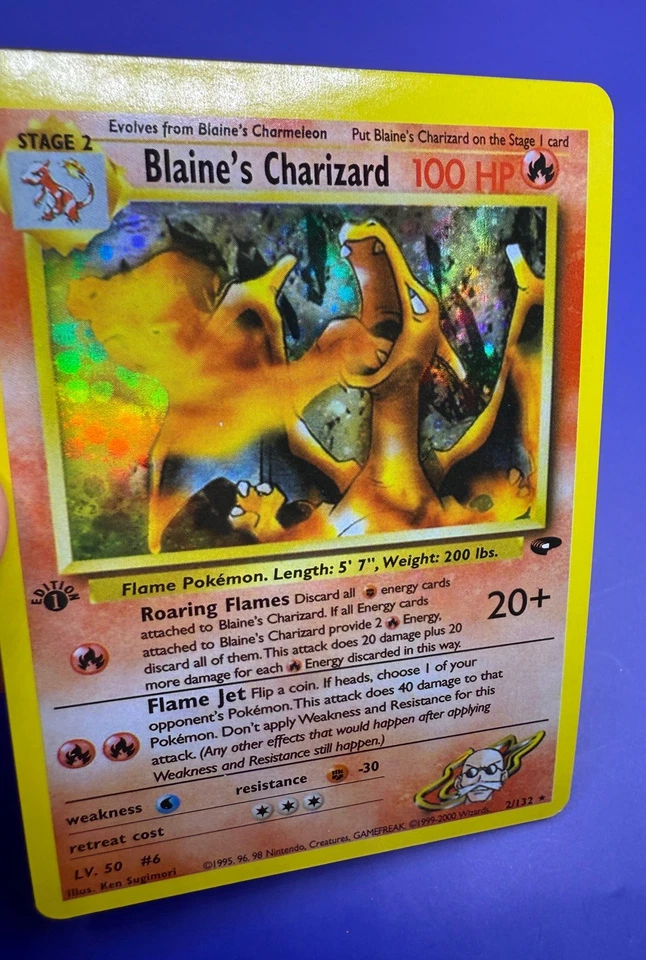 Evolves from Blaine's Charmeleon Put Blaine's Charizard on the Stage 1 card
STAGE 2
Blaine's Charizard 100 HP
Flame Pokémon. Length: 5' 7", Weight: 200 lbs.
EDITION
1
Roaring Flames Discard all energy cards
attached to Blaine's Charizard. If all Energy cards
attached to Blaine's Charizard provide 2 Energy,
discard all of them. This attack does 20 damage plus 20
more damage for each Energy discarded in this way.
20+
Flame Jet Flip a coin. If heads, choose 1 of your
opponent's Pokémon. This attack does 40 damage to that
Pokémon. Don't apply Weakness and Resistance for this
attack. (Any other effects that would happen after applying
Weakness and Resistance still happen.)
weakness
resistance -30
retreat cost
LV. 50 #6
Illus. Ken Sugimori
©1995, 96, 98 Nintendo, Creatures, GAMEFREAK. ©1999-2000 Wizards. 2/132 ★